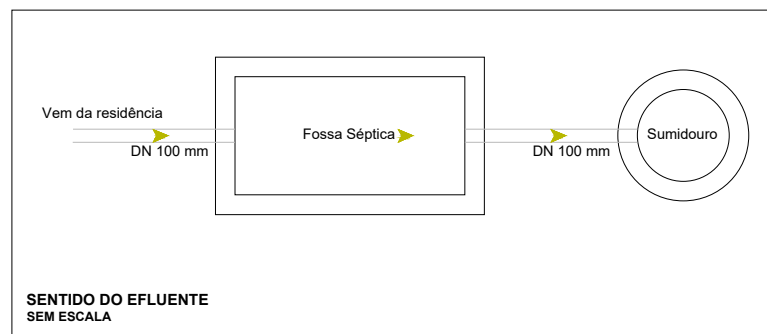 Vem da residência
DN 100 mm
Fossa Séptica
DN 100 mm
Sumidouro
SENTIDO DO EFLUENTE
SEM ESCALA